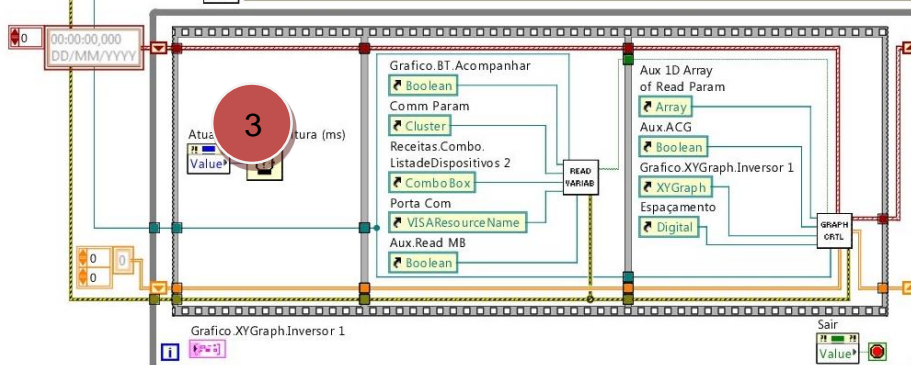 0
00:00:00,000
DD/MM/YYYY
3
Atua tura (ms)
Value
Grafico.BT.Acompanhar
Boolean
Comm Param
Cluster
Receitas.Combo.
ListadeDispositivos 2
ComboBox
Porta Com
VISAResourceName
Aux.Read MB
Boolean
READ
VARIAB
Aux 1D Array
of Read Param
Array
Aux.ACG
Boolean
Grafico.XYGraph.Inversor 1
XYGraph
Espaçamento
Digital
GRAPH
CRTL
0
0
0
Grafico.XYGraph.Inversor 1
i
Sair
Value